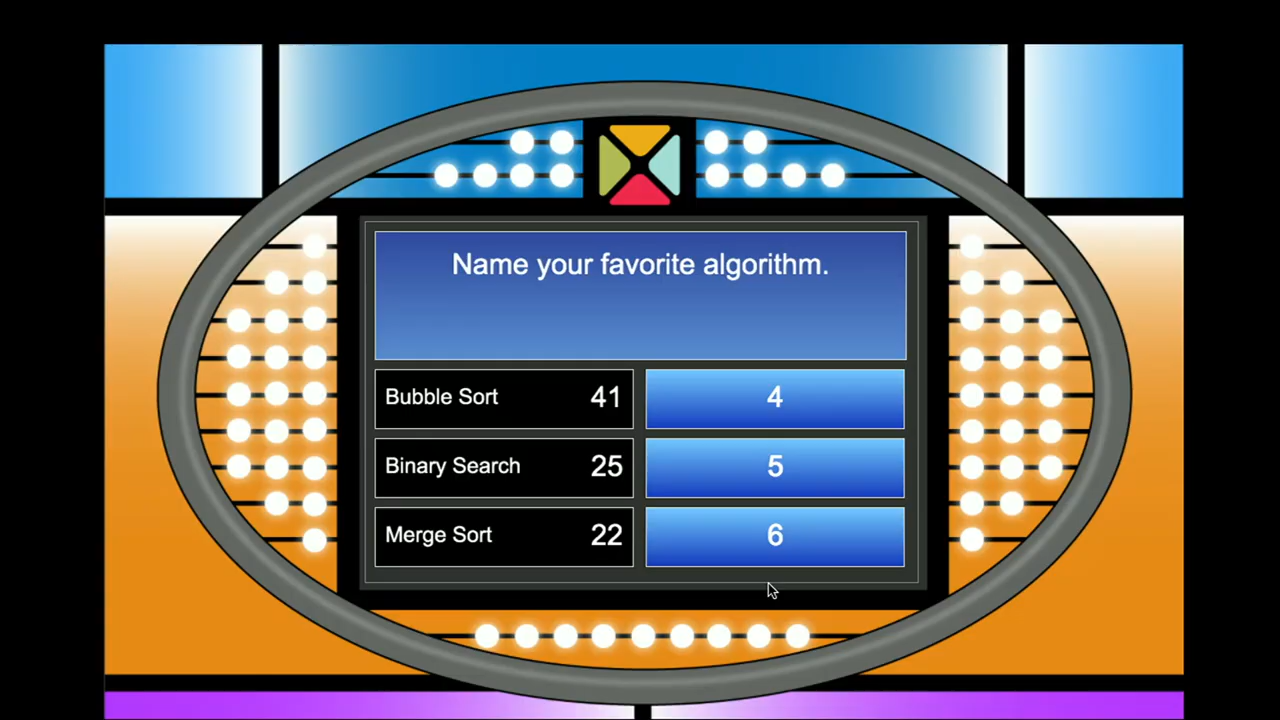 Name your favorite algorithm.
Bubble Sort 41
4
Binary Search 25
5
Merge Sort 22
6